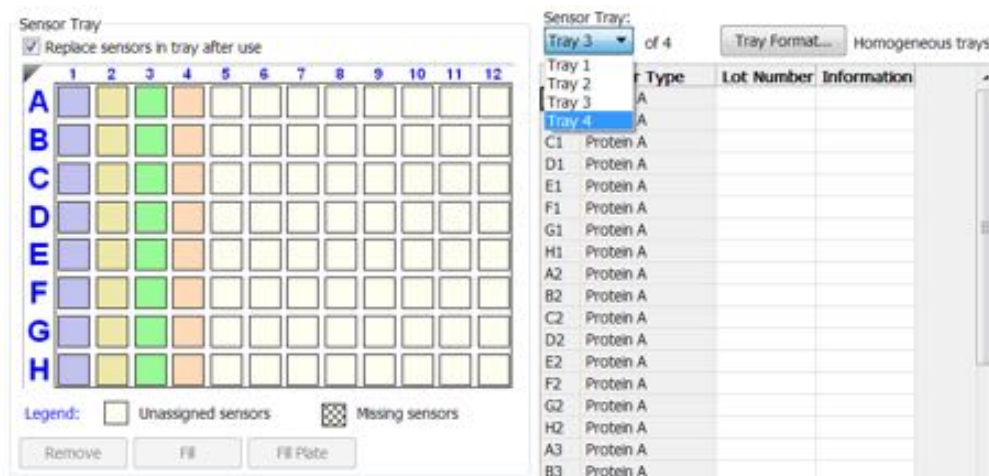 Sensor Tray
Replace sensors in tray after use
1 2 3 4 5 6 7 8 9 10 11 12
A
B
C
D
E
F
G
H
Legend: Unassigned sensors Missing sensors
Remove Fill Fill Plate
Sensor Tray:
Tray 3 of 4 Tray Format... Homogeneous trays
Tray 1
Tray 2
Tray 3
Tray 4
r Type Lot Number Information
A
A
C1 Protein A
D1 Protein A
E1 Protein A
F1 Protein A
G1 Protein A
H1 Protein A
A2 Protein A
B2 Protein A
C2 Protein A
D2 Protein A
E2 Protein A
F2 Protein A
G2 Protein A
H2 Protein A
A3 Protein A
B3 Protein A